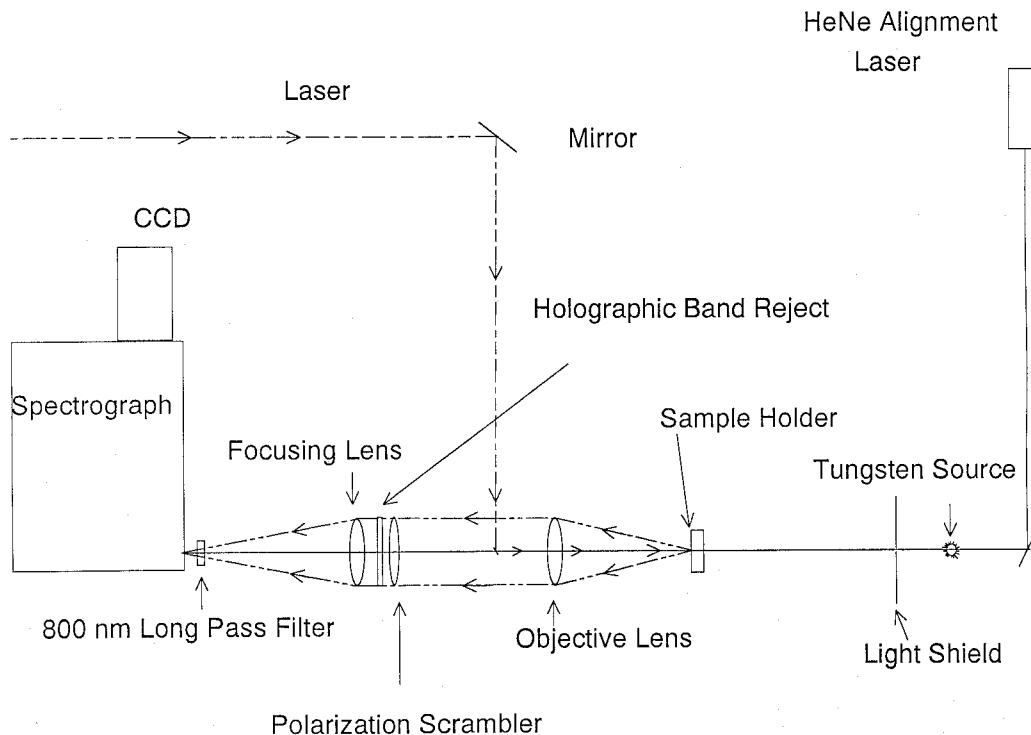 HeNe Alignment
Laser
Laser
Mirror
CCD
Holographic Band Reject
Spectrograph
Sample Holder
Focusing Lens
Tungsten Source
800 nm Long Pass Filter
Objective Lens
Light Shield
Polarization Scrambler